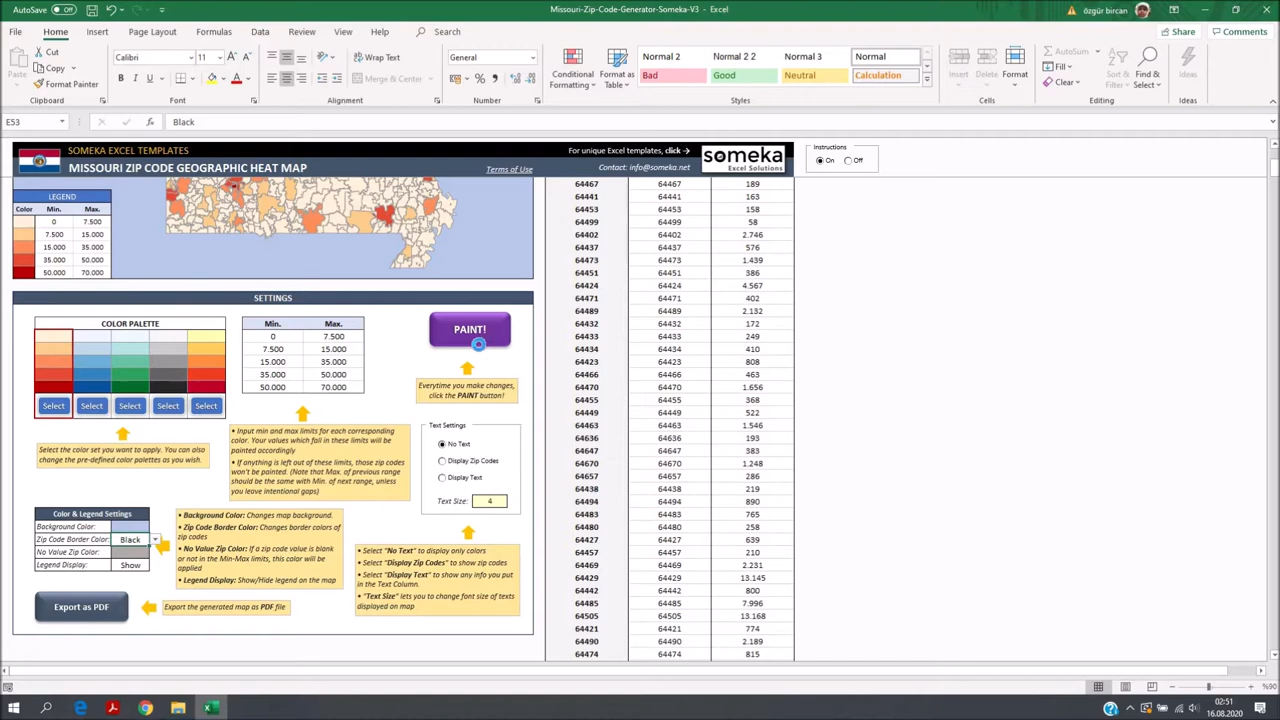 AutoSave Off
Missouri-Zip-Code-Generator-Someka-V3 - Excel
özgür bircan
File Home Insert Page Layout Formulas Data Review View Help Search
Share Comments
Cut
Copy
Format Painter
Paste
Clipboard
Calibri 11
Font
Wrap Text
Merge & Center
Alignment
General
Number
Conditional Formatting
Format as Table
Normal 2 Normal 2 2 Normal 3 Normal
Bad Good Neutral Calculation
Styles
Insert Delete Format
Cells
AutoSum
Fill
Clear
Sort & Filter
Find & Select
Editing
Ideas
Ideas
E53 Black
SOMEKA EXCEL TEMPLATES
MISSOURI ZIP CODE GEOGRAPHIC HEAT MAP
For unique Excel templates, click →
Terms of Use
Contact: info@someka.net
someka
Excel Solutions
Instructions
On Off
LEGEND
Color Min. Max.
0 7.500
7.500 15.000
15.000 35.000
35.000 50.000
50.000 70.000
SETTINGS
COLOR PALETTE
Select Select Select Select Select
Select the color set you want to apply. You can also
change the pre-defined color palettes as you wish.
Min. Max.
0 7.500
7.500 15.000
15.000 35.000
35.000 50.000
50.000 70.000
• Input min and max limits for each corresponding
color. Your values which fall in these limits will be
painted accordingly
• If anything is left out of these limits, those zip codes
won't be painted. (Note that Max. of previous range
should be the same with Min. of next range, unless
you leave intentional gaps)
PAINT!
Everytime you make changes,
click the PAINT button!
Text Settings
No Text
Display Zip Codes
Display Text
Text Size: 4
• Select "No Text" to display only colors
• Select "Display Zip Codes" to show zip codes
• Select "Display Text" to show any info you put
in the Text Column.
• "Text Size" lets you to change font size of texts
displayed on map
Color & Legend Settings
Background Color:
Zip Code Border Color: Black
No Value Zip Color:
Legend Display: Show
• Background Color: Changes map background.
• Zip Code Border Color: Changes border colors of
zip codes
• No Value Zip Color: If a zip code value is blank
or not in the Min-Max limits, this color will be
applied
• Legend Display: Show/Hide legend on the map
Export as PDF
Export the generated map as PDF file
64467 64467 189
64441 64441 163
64453 64453 158
64499 64499 58
64402 64402 2.746
64437 64437 576
64473 64473 1.439
64451 64451 386
64424 64424 4.567
64471 64471 402
64489 64489 2.132
64432 64432 172
64433 64433 249
64434 64434 410
64423 64423 808
64466 64466 463
64470 64470 1.656
64455 64455 368
64449 64449 522
64463 64463 1.546
64636 64636 193
64647 64647 383
64670 64670 1.248
64657 64657 286
64438 64438 219
64494 64494 890
64483 64483 765
64480 64480 258
64427 64427 639
64457 64457 210
64469 64469 2.231
64429 64429 13.145
64442 64442 800
64485 64485 7.996
64505 64505 13.168
64421 64421 774
64490 64490 2.189
64474 64474 815
%90
02:51
16.08.2020